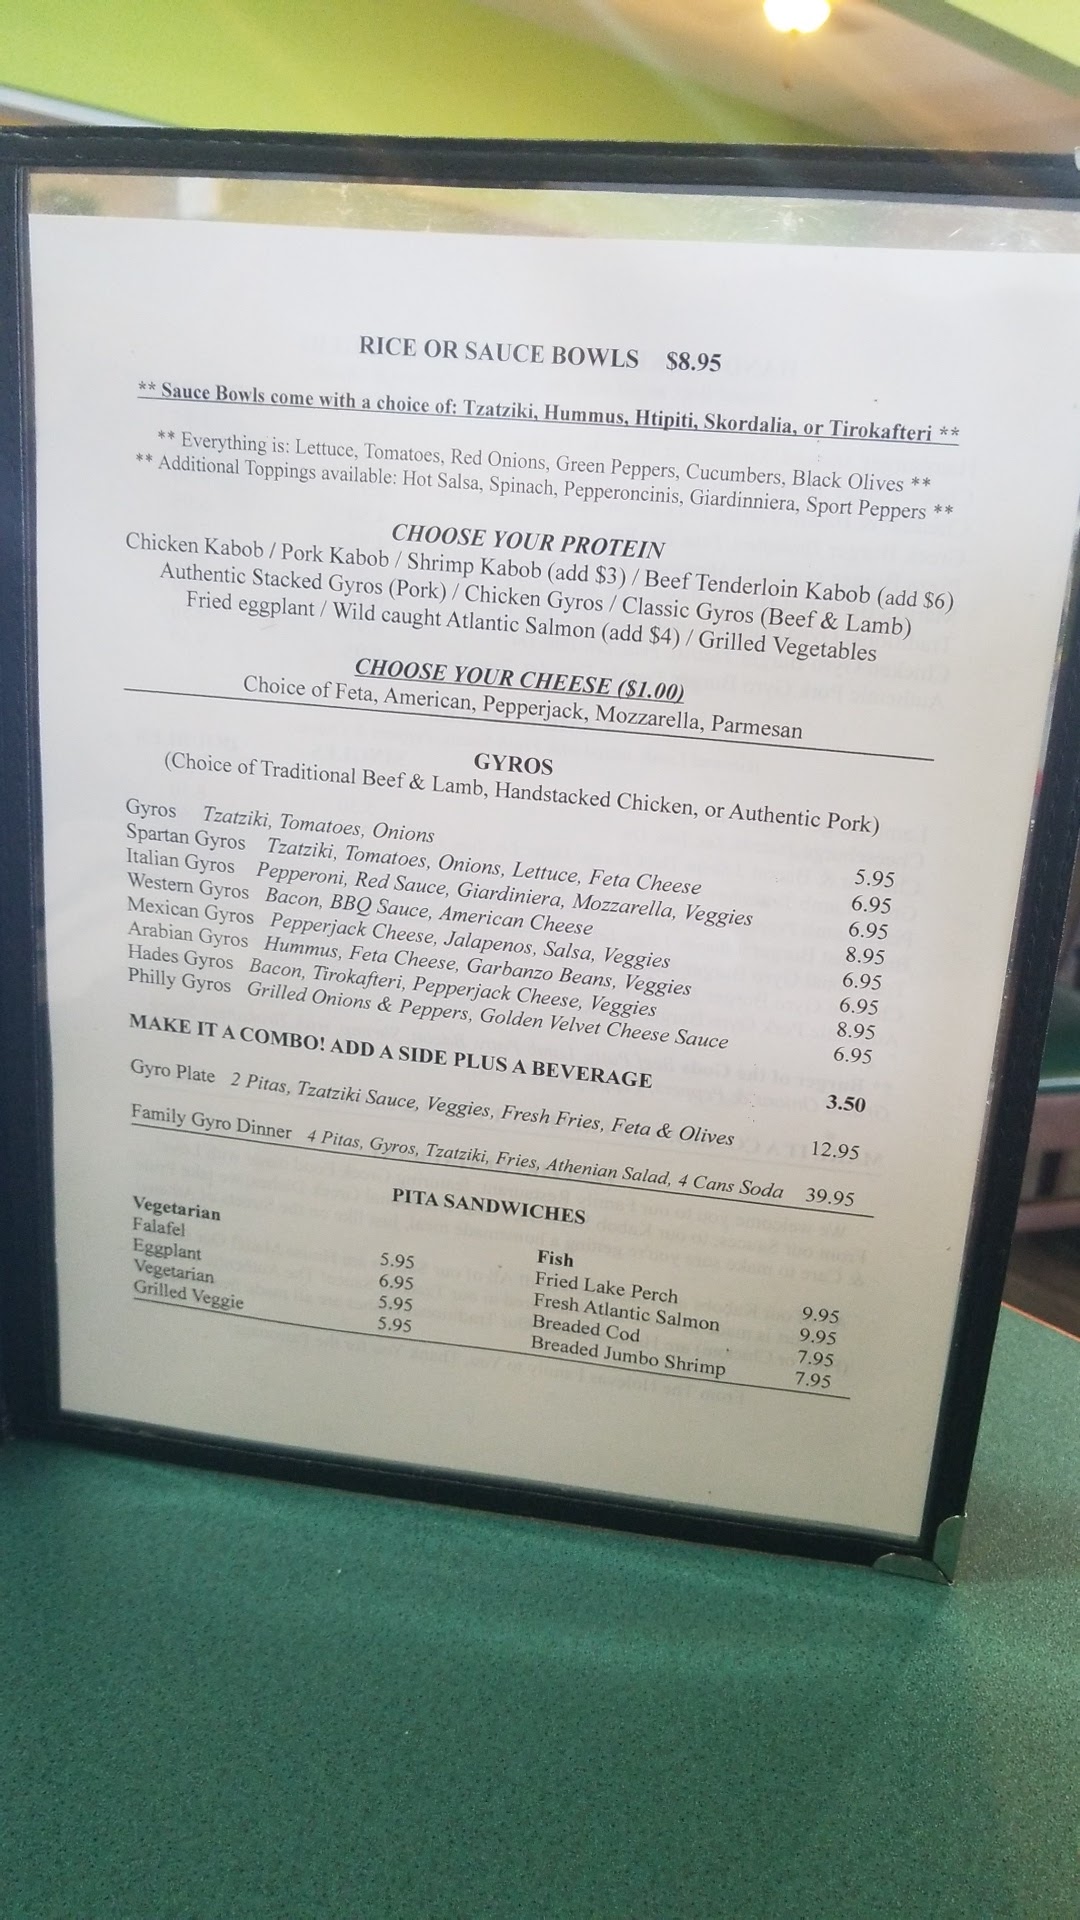 RICE OR SAUCE BOWLS $8.95
** Sauce Bowls come with a choice of: Tzatziki, Hummus, Htipiti, Skordalia, or Tirokafteri **
** Everything is: Lettuce, Tomatoes, Red Onions, Green Peppers, Cucumbers, Black Olives **
** Additional Toppings available: Hot Salsa, Spinach, Pepperoncinis, Giardinniera, Sport Peppers **
CHOOSE YOUR PROTEIN
Chicken Kabob / Pork Kabob / Shrimp Kabob (add $3) / Beef Tenderloin Kabob (add $6)
Authentic Stacked Gyros (Pork) / Chicken Gyros / Classic Gyros (Beef & Lamb)
Fried eggplant / Wild caught Atlantic Salmon (add $4) / Grilled Vegetables
CHOOSE YOUR CHEESE ($1.00)
Choice of Feta, American, Pepperjack, Mozzarella, Parmesan
GYROS
(Choice of Traditional Beef & Lamb, Handstacked Chicken, or Authentic Pork)
Gyros Tzatziki, Tomatoes, Onions 5.95
Spartan Gyros Tzatziki, Tomatoes, Onions, Lettuce, Feta Cheese 6.95
Italian Gyros Pepperoni, Red Sauce, Giardiniera, Mozzarella, Veggies 6.95
Western Gyros Bacon, BBQ Sauce, American Cheese 8.95
Mexican Gyros Pepperjack Cheese, Jalapenos, Salsa, Veggies 6.95
Arabian Gyros Hummus, Feta Cheese, Garbanzo Beans, Veggies 6.95
Hades Gyros Bacon, Tirokafteri, Pepperjack Cheese, Veggies 8.95
Philly Gyros Grilled Onions & Peppers, Golden Velvet Cheese Sauce 6.95
MAKE IT A COMBO! ADD A SIDE PLUS A BEVERAGE 3.50
Gyro Plate 2 Pitas, Tzatziki Sauce, Veggies, Fresh Fries, Feta & Olives 12.95
Family Gyro Dinner 4 Pitas, Gyros, Tzatziki, Fries, Athenian Salad, 4 Cans Soda 39.95
PITA SANDWICHES
Vegetarian
Falafel 5.95
Eggplant 6.95
Vegetarian 5.95
Grilled Veggie 5.95
Fish
Fried Lake Perch 9.95
Fresh Atlantic Salmon 9.95
Breaded Cod 7.95
Breaded Jumbo Shrimp 7.95